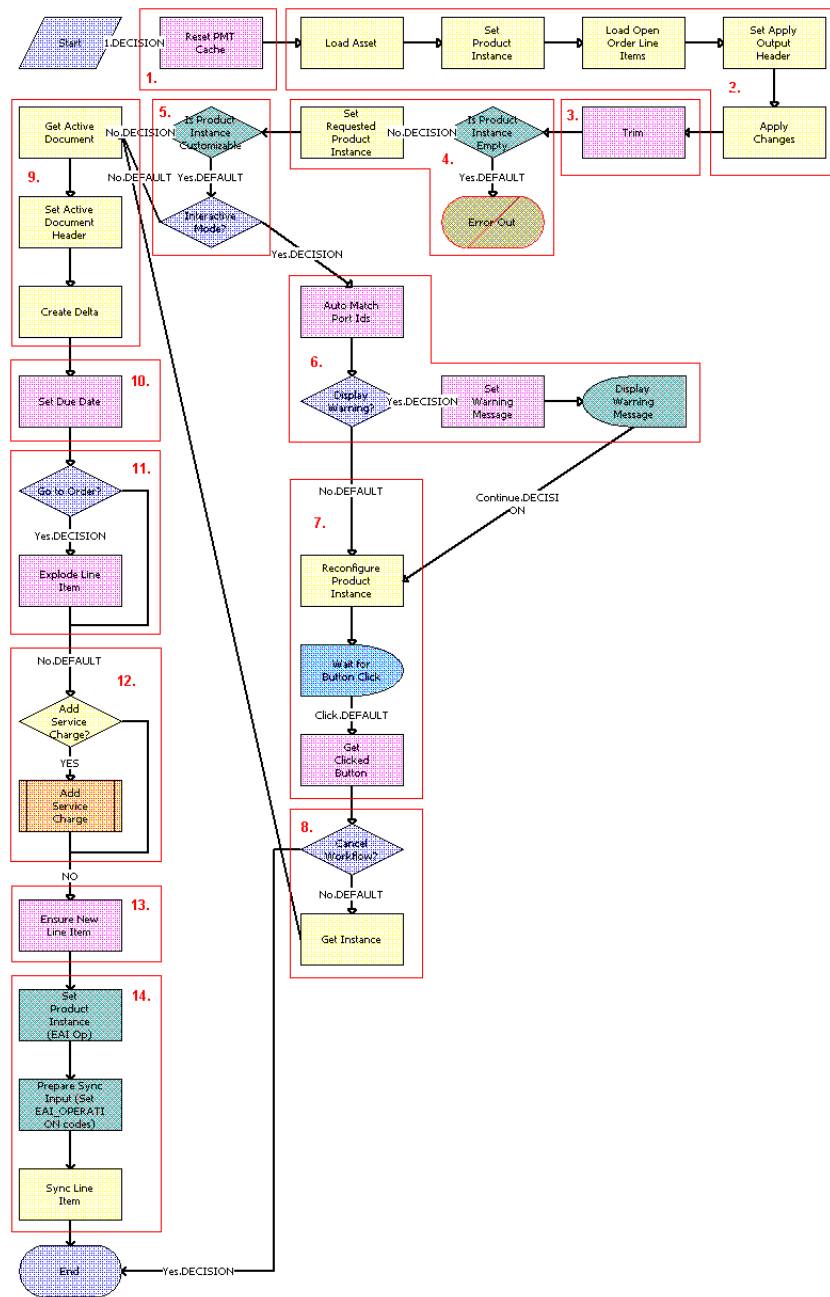 Start
1.DECISION
Reset PMT
Cache
1.
Load Asset
Set
Product
Instance
Load Open
Order Line
Items
Set Apply
Output
Header
2.
Apply
Changes
3.
Trim
Is Product
Instance
Empty
No.DECISION
4.
Yes.DEFAULT
Error Out
Set
Requested
Product
Instance
5.
Is Product
Instance
Customizable
Yes.DEFAULT
No.DECISION
Interactive
Mode?
No.DEFAULT
Yes.DECISION
Get Active
Document
9.
Set Active
Document
Header
Create Delta
Auto Match
Port Ids
6.
Display
Warning?
Yes.DECISION
Set
Warning
Message
Display
Warning
Message
10.
Set Due Date
11.
Go to Order?
Yes.DECISION
Explode Line
Item
No.DEFAULT
Continue.DECISI
ON
7.
Reconfigure
Product
Instance
Wait for
Button Click
Click.DEFAULT
Get
Clicked
Button
No.DEFAULT
12.
Add
Service
Charge?
YES
Add
Service
Charge
NO
8.
Cancel
Workflow?
No.DEFAULT
Get Instance
13.
Ensure New
Line Item
14.
Set
Product
Instance
(EAI Op)
Prepare Sync
Input (Set
EAI_OPERATI
ON codes)
Sync Line
Item
End
Yes.DECISION